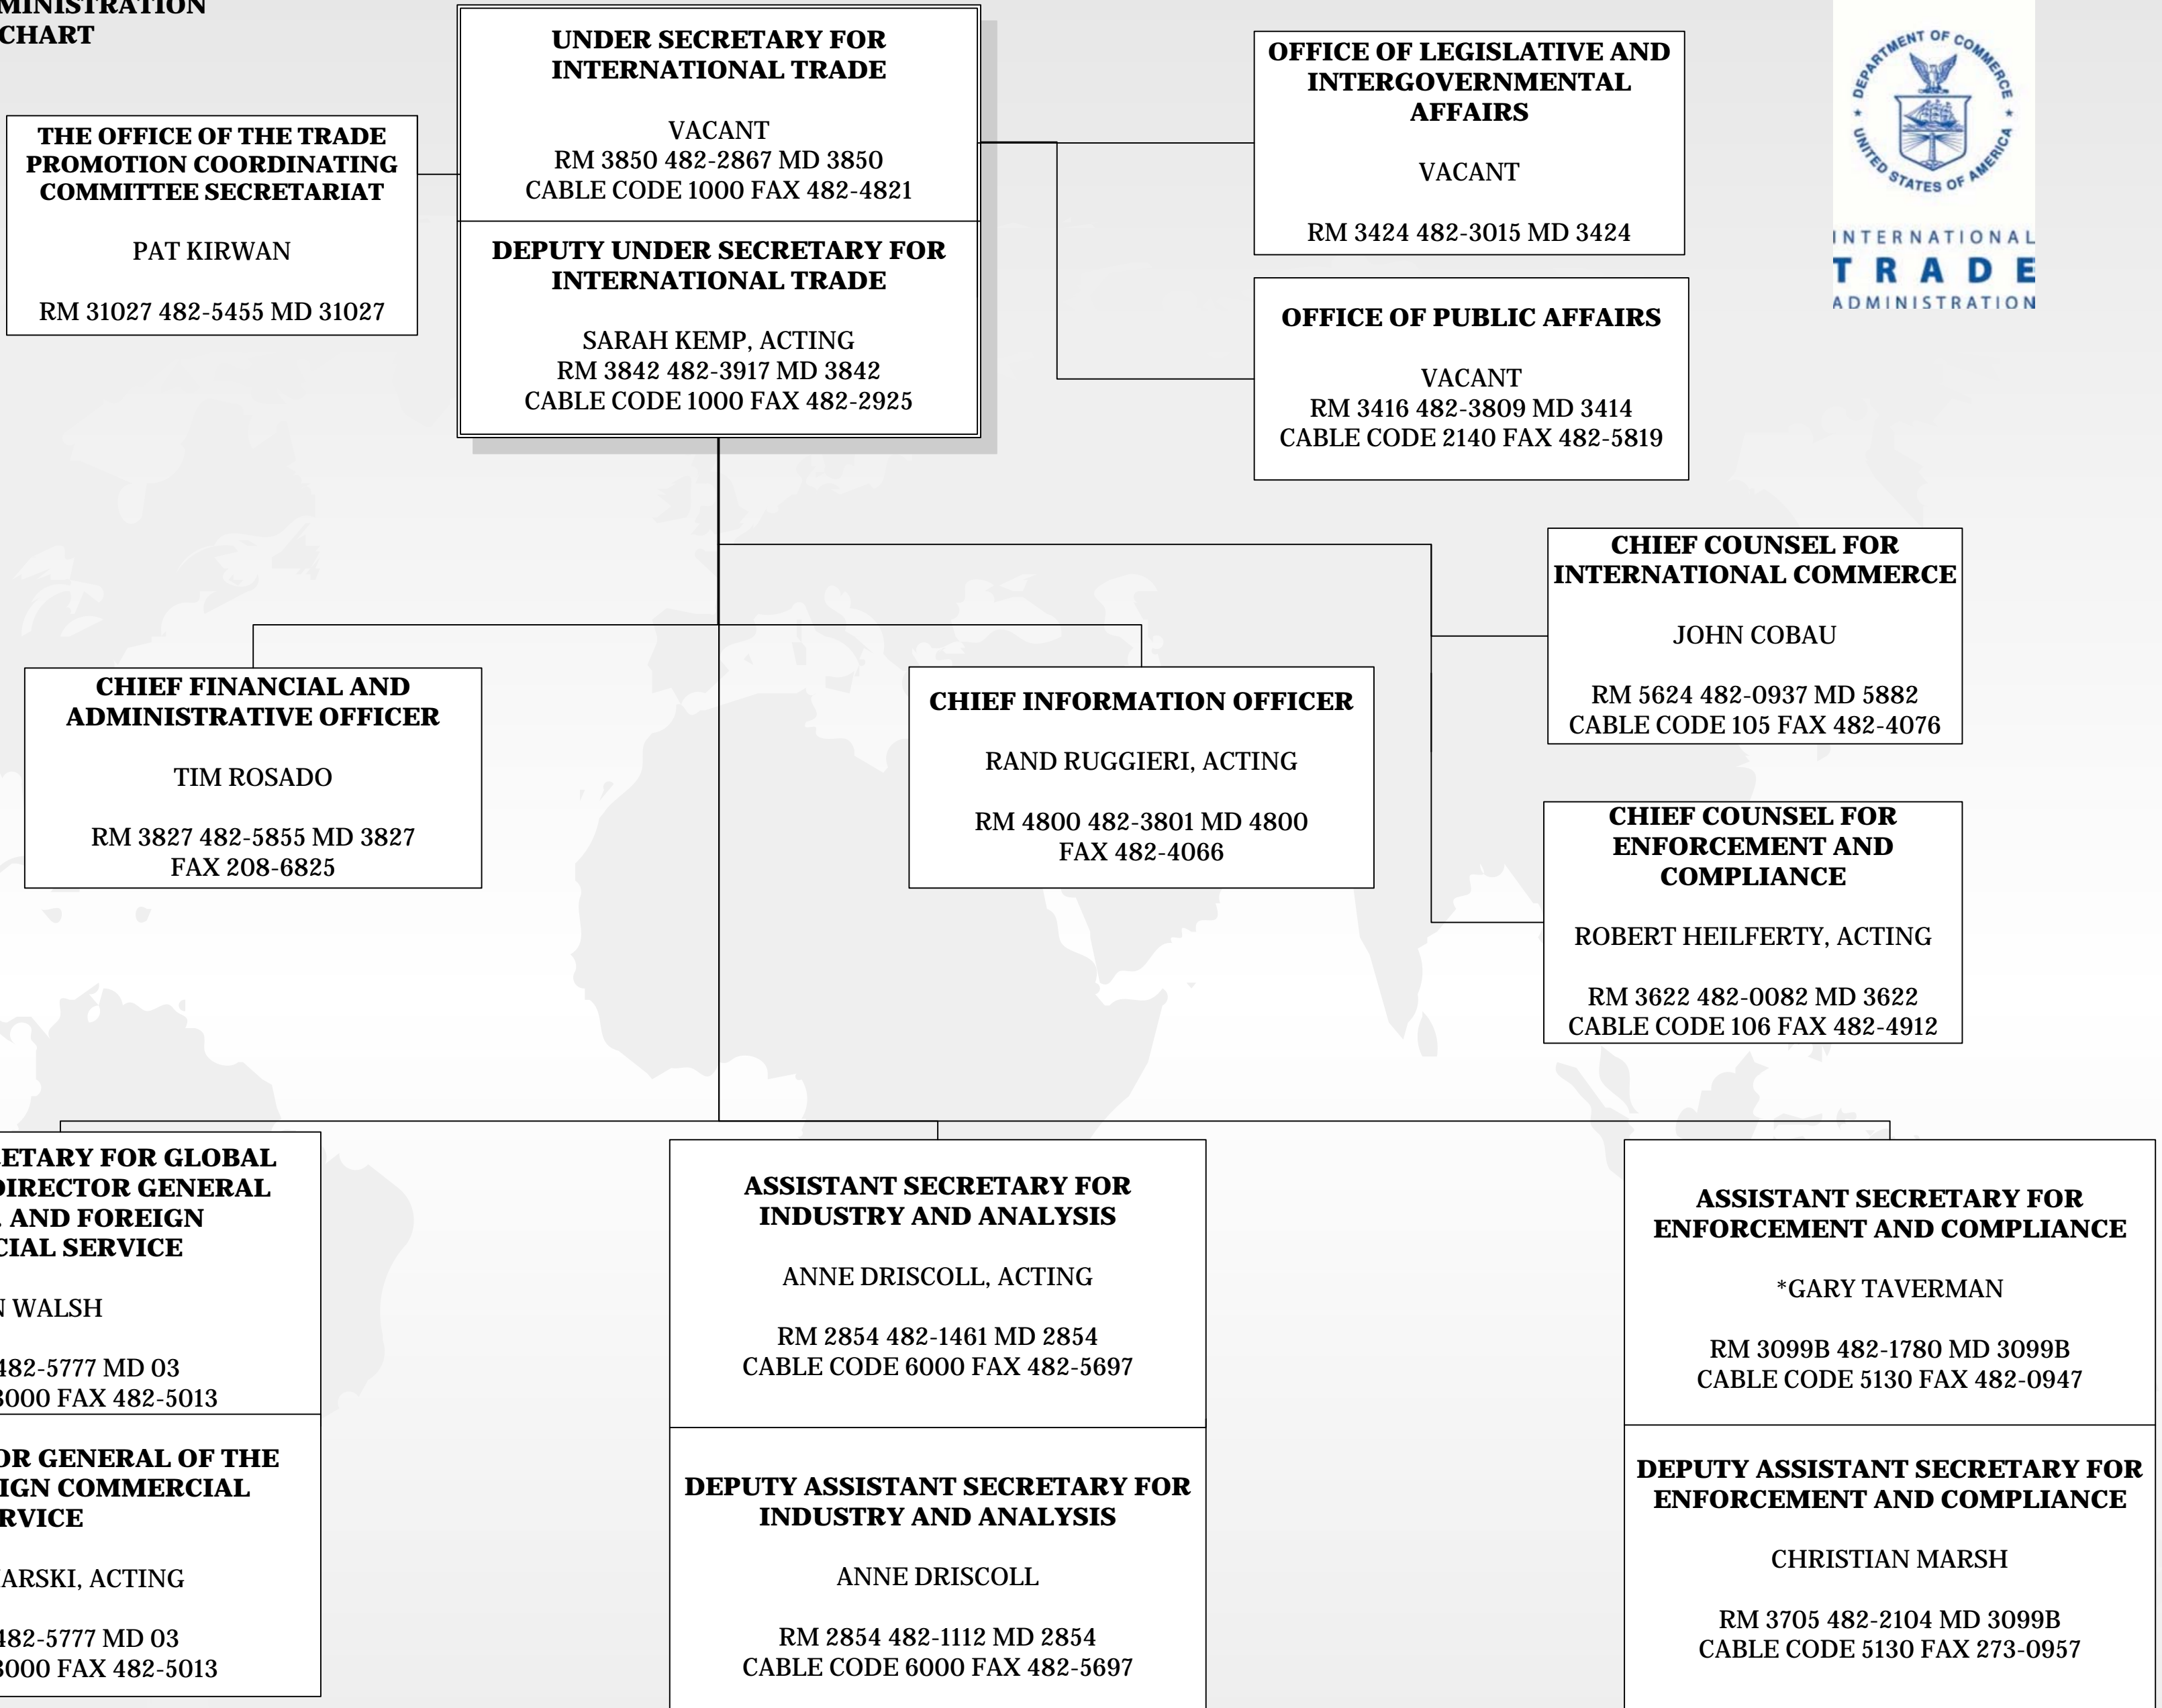 CHART
UNDER SECRETARY FOR
INTERNATIONAL TRADE
VACANT
RM 3850 482-2867 MD 3850
CABLE CODE 1000 FAX 482-4821
DEPUTY UNDER SECRETARY FOR
INTERNATIONAL TRADE
SARAH KEMP, ACTING
RM 3842 482-3917 MD 3842
CABLE CODE 1000 FAX 482-2925
THE OFFICE OF THE TRADE
PROMOTION COORDINATING
COMMITTEE SECRETARIAT
PAT KIRWAN
RM 31027 482-5455 MD 31027
OFFICE OF LEGISLATIVE AND
INTERGOVERNMENTAL
AFFAIRS
VACANT
RM 3424 482-3015 MD 3424
OFFICE OF PUBLIC AFFAIRS
VACANT
RM 3416 482-3809 MD 3414
CABLE CODE 2140 FAX 482-5819
DEPARTMENT OF COMMERCE
UNITED STATES OF AMERICA
INTERNATIONAL
TRADE
ADMINISTRATION
CHIEF COUNSEL FOR
INTERNATIONAL COMMERCE
JOHN COBAU
RM 5624 482-0937 MD 5882
CABLE CODE 105 FAX 482-4076
CHIEF FINANCIAL AND
ADMINISTRATIVE OFFICER
TIM ROSADO
RM 3827 482-5855 MD 3827
FAX 208-6825
CHIEF INFORMATION OFFICER
RAND RUGGIERI, ACTING
RM 4800 482-3801 MD 4800
FAX 482-4066
CHIEF COUNSEL FOR
ENFORCEMENT AND
COMPLIANCE
ROBERT HEILFERTY, ACTING
RM 3622 482-0082 MD 3622
CABLE CODE 106 FAX 482-4912
ETARY FOR GLOBAL
DIRECTOR GENERAL
. AND FOREIGN
CIAL SERVICE
N WALSH
482-5777 MD 03
3000 FAX 482-5013
OR GENERAL OF THE
IGN COMMERCIAL
RVICE
ARSKI, ACTING
482-5777 MD 03
3000 FAX 482-5013
ASSISTANT SECRETARY FOR
INDUSTRY AND ANALYSIS
ANNE DRISCOLL, ACTING
RM 2854 482-1461 MD 2854
CABLE CODE 6000 FAX 482-5697
DEPUTY ASSISTANT SECRETARY FOR
INDUSTRY AND ANALYSIS
ANNE DRISCOLL
RM 2854 482-1112 MD 2854
CABLE CODE 6000 FAX 482-5697
ASSISTANT SECRETARY FOR
ENFORCEMENT AND COMPLIANCE
*GARY TAVERMAN
RM 3099B 482-1780 MD 3099B
CABLE CODE 5130 FAX 482-0947
DEPUTY ASSISTANT SECRETARY FOR
ENFORCEMENT AND COMPLIANCE
CHRISTIAN MARSH
RM 3705 482-2104 MD 3099B
CABLE CODE 5130 FAX 273-0957